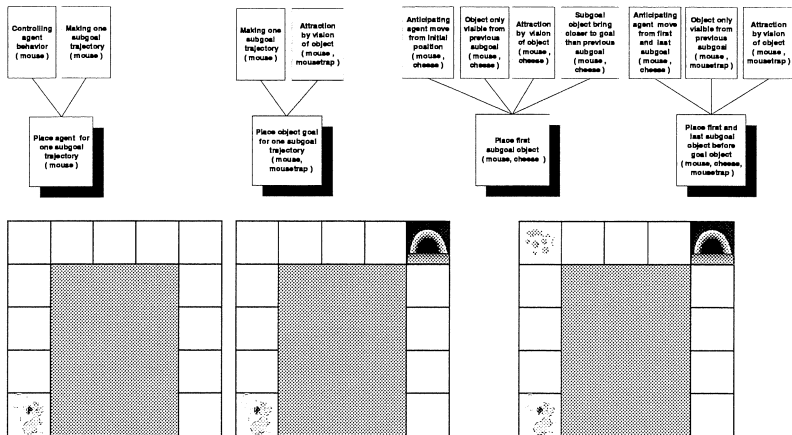 Controlling
agent
behavior
( mouse )
Making one
subgoal
trajectory
( mouse )
Place agent for
one subgoal
trajectory
( mouse )
Making one
subgoal
trajectory
( mouse )
Attraction
by vision
of object
( mouse ,
mousetrap )
Place object goal
for one subgoal
trajectory
( mouse,
mousetrap )
Anticipating
agent move
from initial
position
( mouse ,
cheese )
Object only
visible from
previous
subgoal
( mouse,
cheese )
Attraction
by vision
of object
( mouse ,
cheese )
Subgoal
object bring
closer to goal
than previous
subgoal
( mouse,
cheese )
Place first
subgoal object
( mouse, cheese )
Anticipating
agent move
from first
and last
subgoal
( mouse,
cheese )
Object only
visible from
previous
subgoal
( mouse ,
mousetrap )
Attraction
by vision
of object
( mouse ,
mousetrap )
Place first and
last subgoal
object before
goal object
( mouse, cheese,
mousetrap )